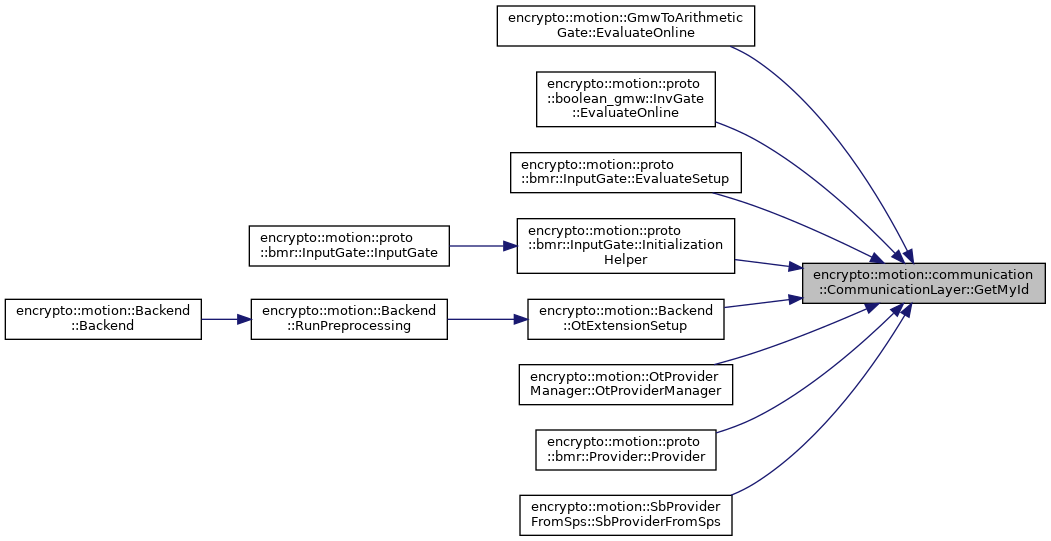 encrypto::motion::GmwToArithmetic
Gate::EvaluateOnline
encrypto::motion::proto
::boolean_gmw::InvGate
::EvaluateOnline
encrypto::motion::proto
::bmr::InputGate::EvaluateSetup
encrypto::motion::proto
::bmr::InputGate::Initialization
Helper
encrypto::motion::proto
::bmr::InputGate::InputGate
encrypto::motion::communication
::CommunicationLayer::GetMyId
encrypto::motion::Backend
::Backend
encrypto::motion::Backend
::RunPreprocessing
encrypto::motion::Backend
::OtExtensionSetup
encrypto::motion::OtProvider
Manager::OtProviderManager
encrypto::motion::proto
::bmr::Provider::Provider
encrypto::motion::SbProvider
FromSps::SbProviderFromSps